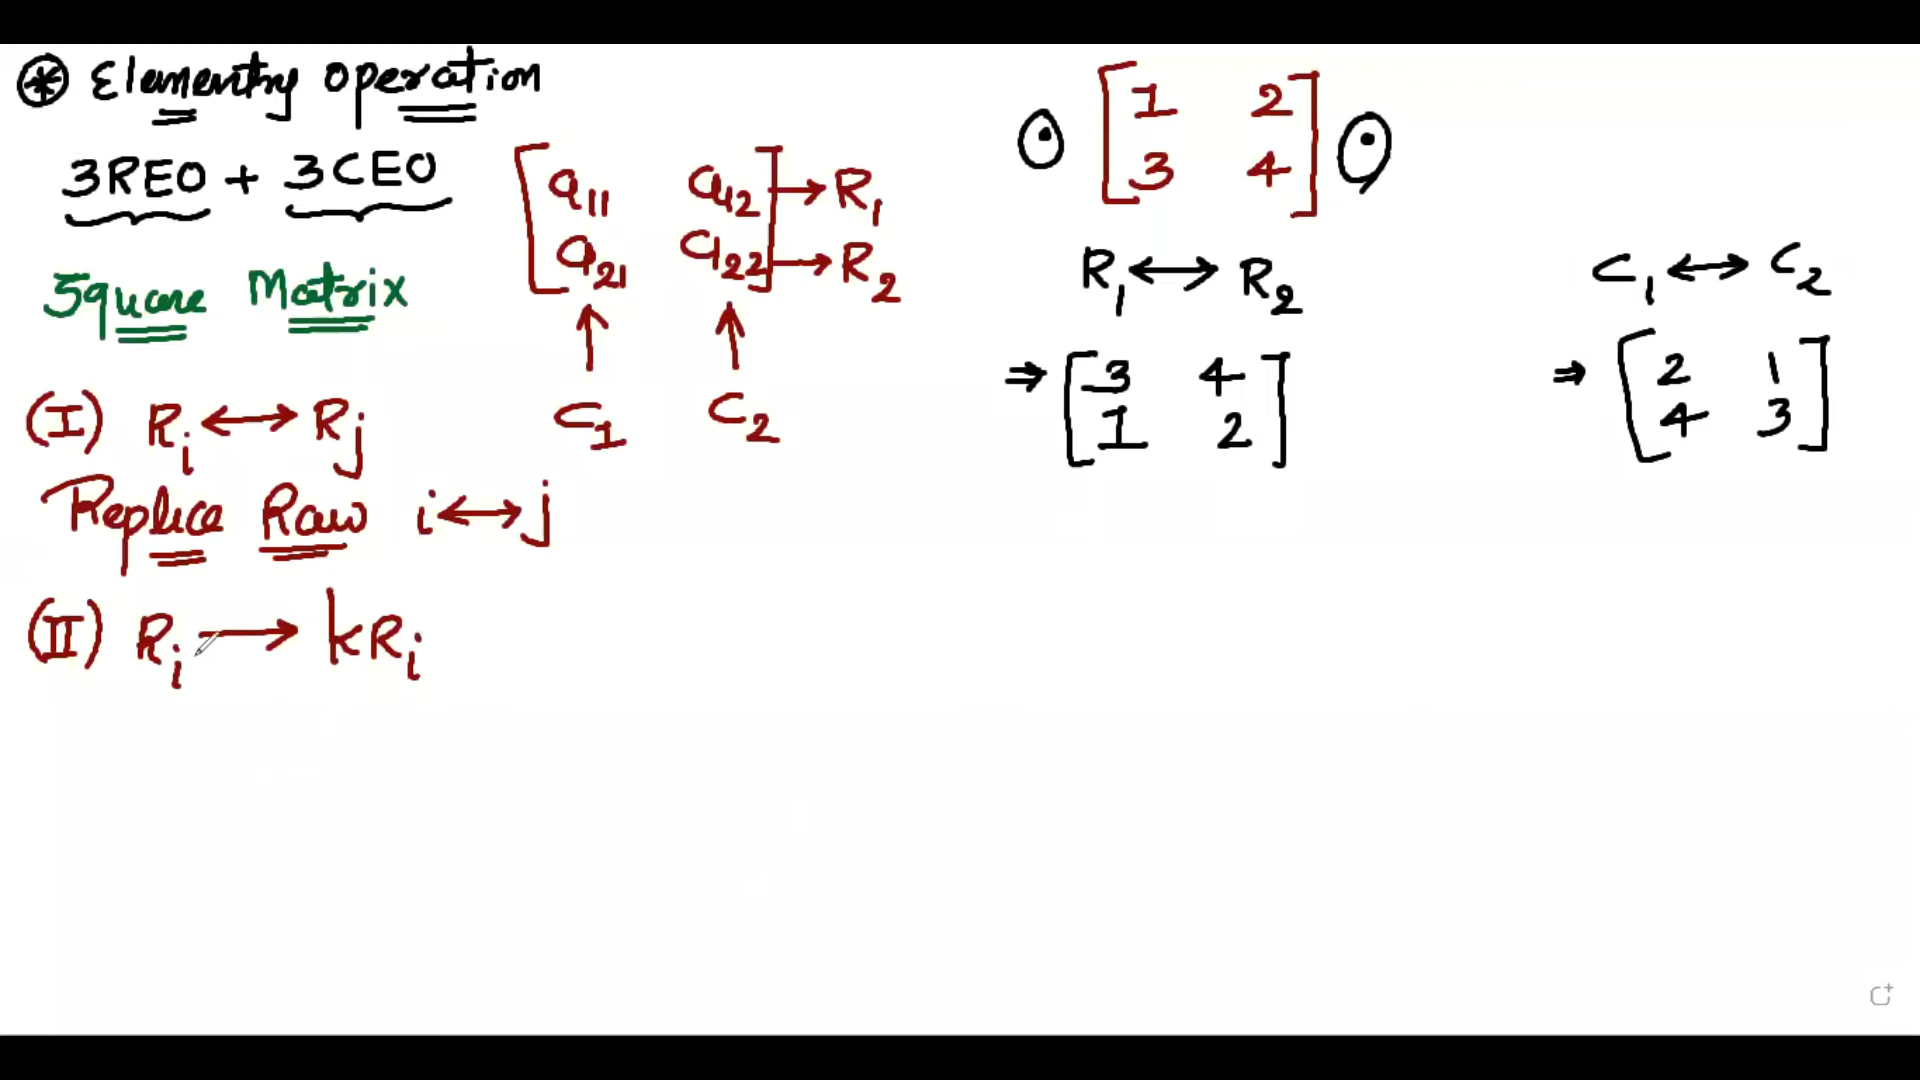 Elementry Operation
3REO + 3CEO
Square Matrix
a11 a12 → R1
a21 a22 → R2
↑ ↑
C1 C2
(I) Ri ↔ Rj
Replice Raw i ↔ j
(II) Ri → kRi
[1 2
3 4]
R1 ↔ R2
⇒ [3 4
1 2]
C1 ↔ C2
⇒ [2 1
4 3]